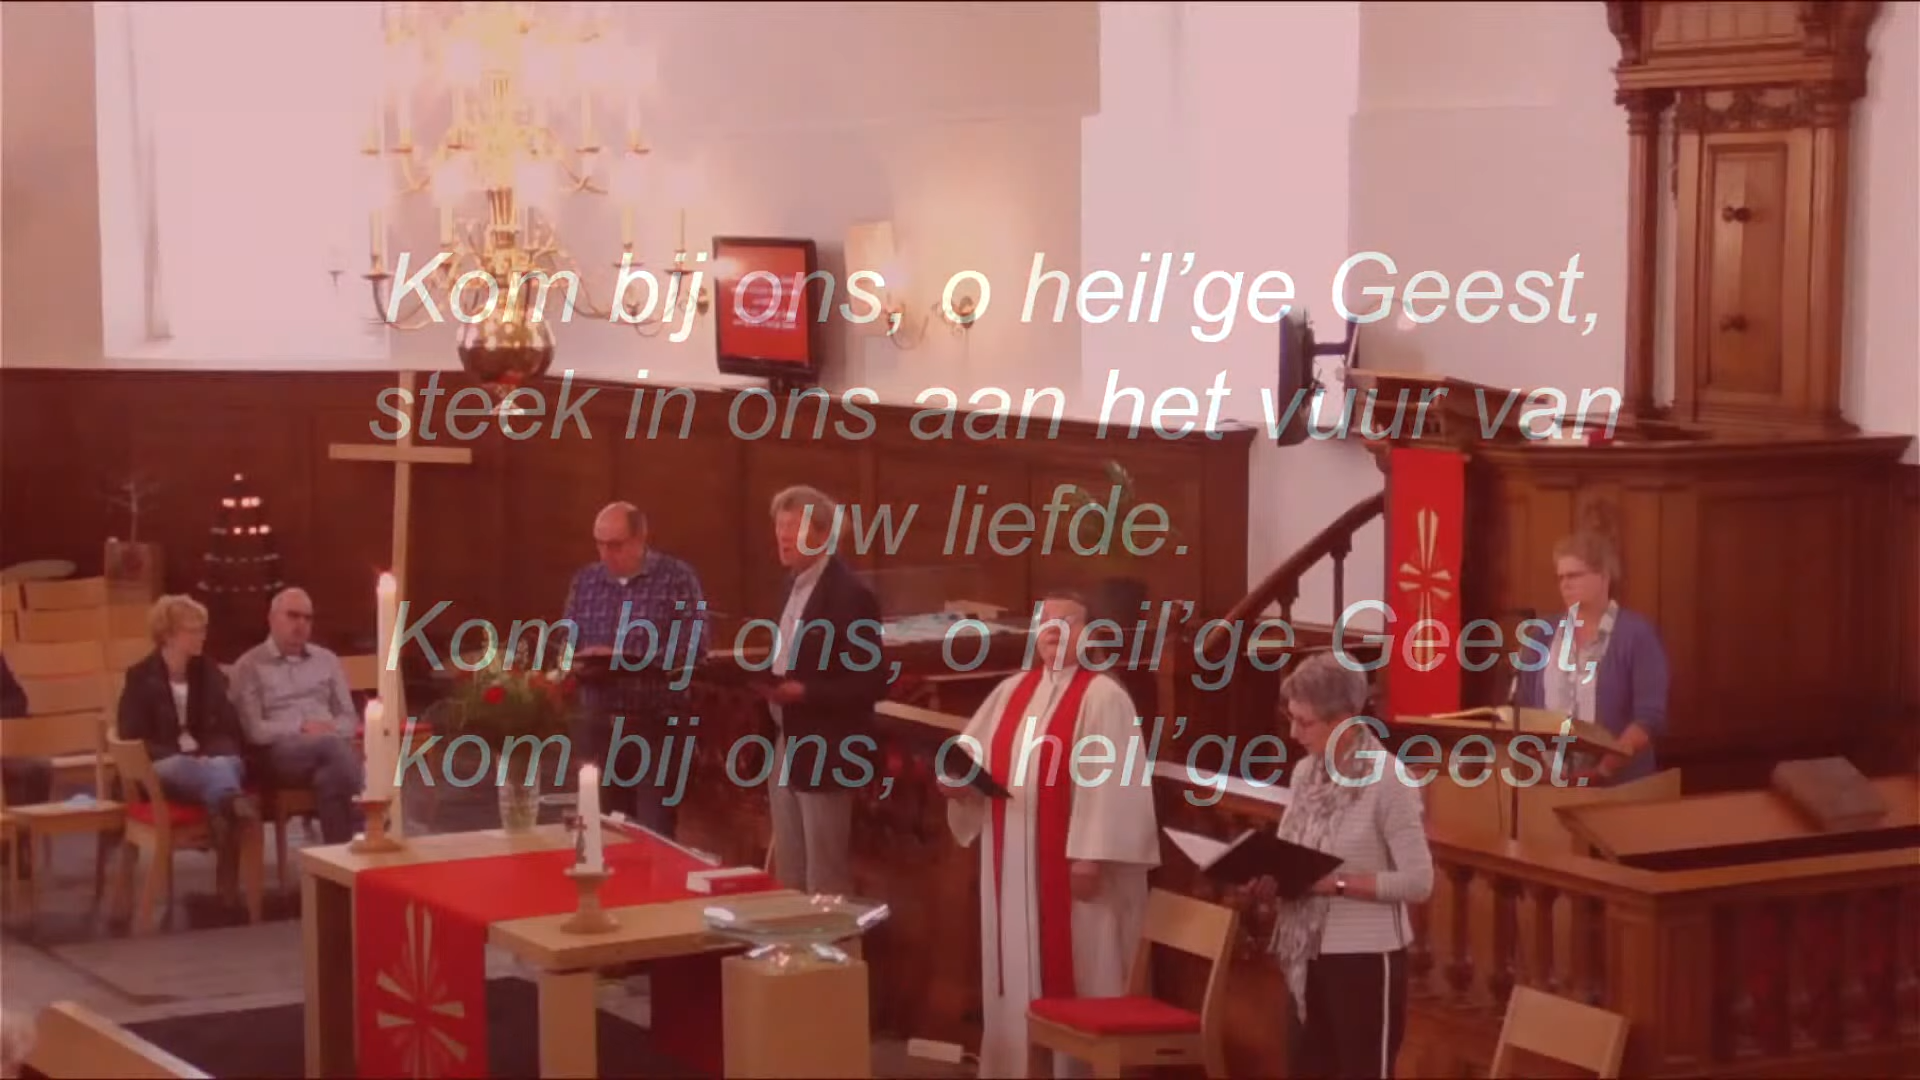 Kom bij ons, o heil’ge Geest,
steek in ons aan het vuur van
uw liefde.
Kom bij ons, o heil’ge Geest,
kom bij ons, o heil’ge Geest.